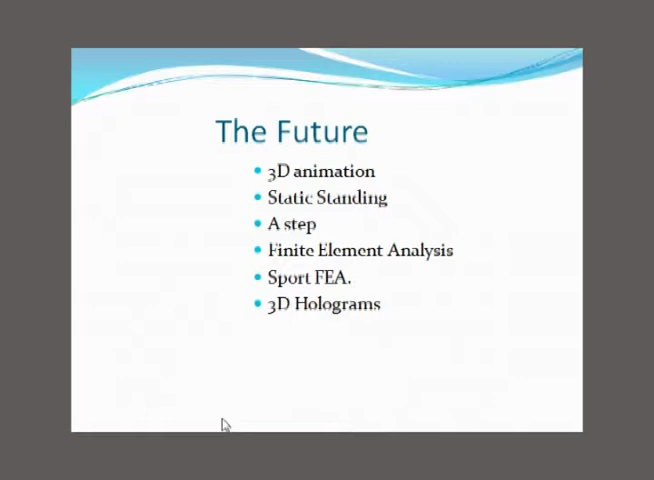 The Future
3D animation
Static Standing
A step
Finite Element Analysis
Sport FEA.
3D Holograms